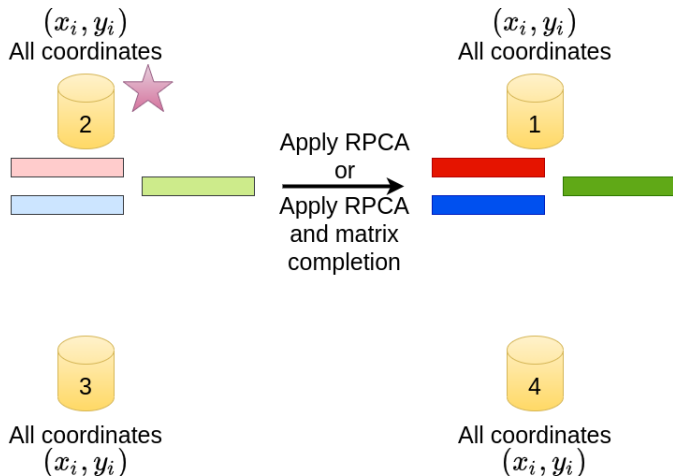 (x_i, y_i)
All coordinates
2
(x_i, y_i)
All coordinates
1
Apply RPCA
or
Apply RPCA
and matrix
completion
3
All coordinates
(x_i, y_i)
4
All coordinates
(x_i, y_i)